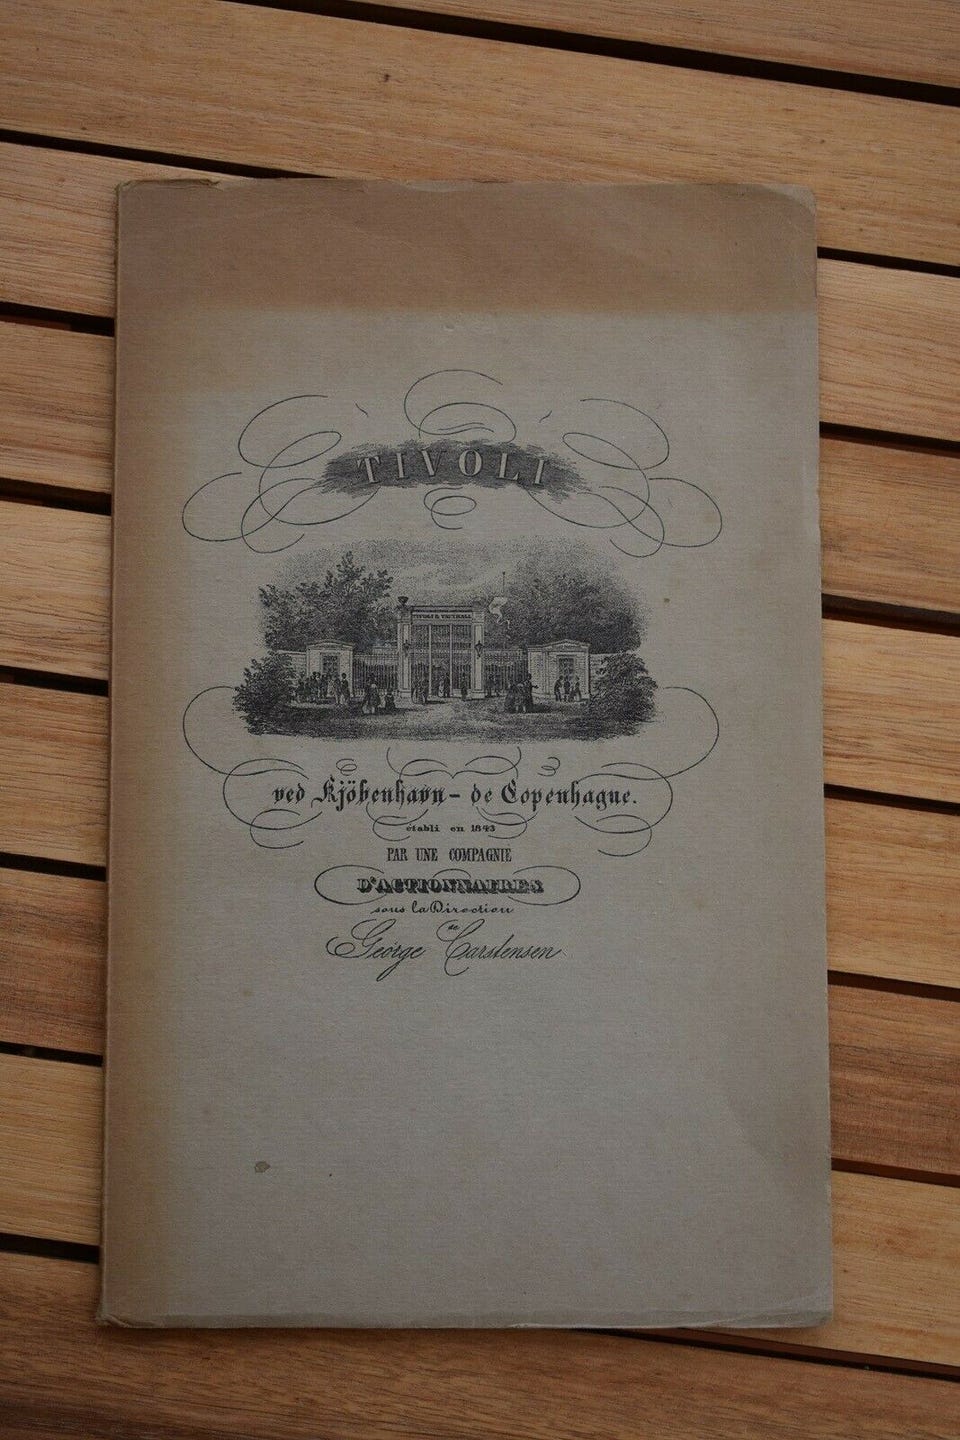 TIVOLI
TIVOLI & VAUXHALL
ved Kjöbenhavn - de Copenhague.
établi en 1843
PAR UNE COMPAGNIE
D'ACTIONNAIRES
sous la Direction
de
George Carstensen